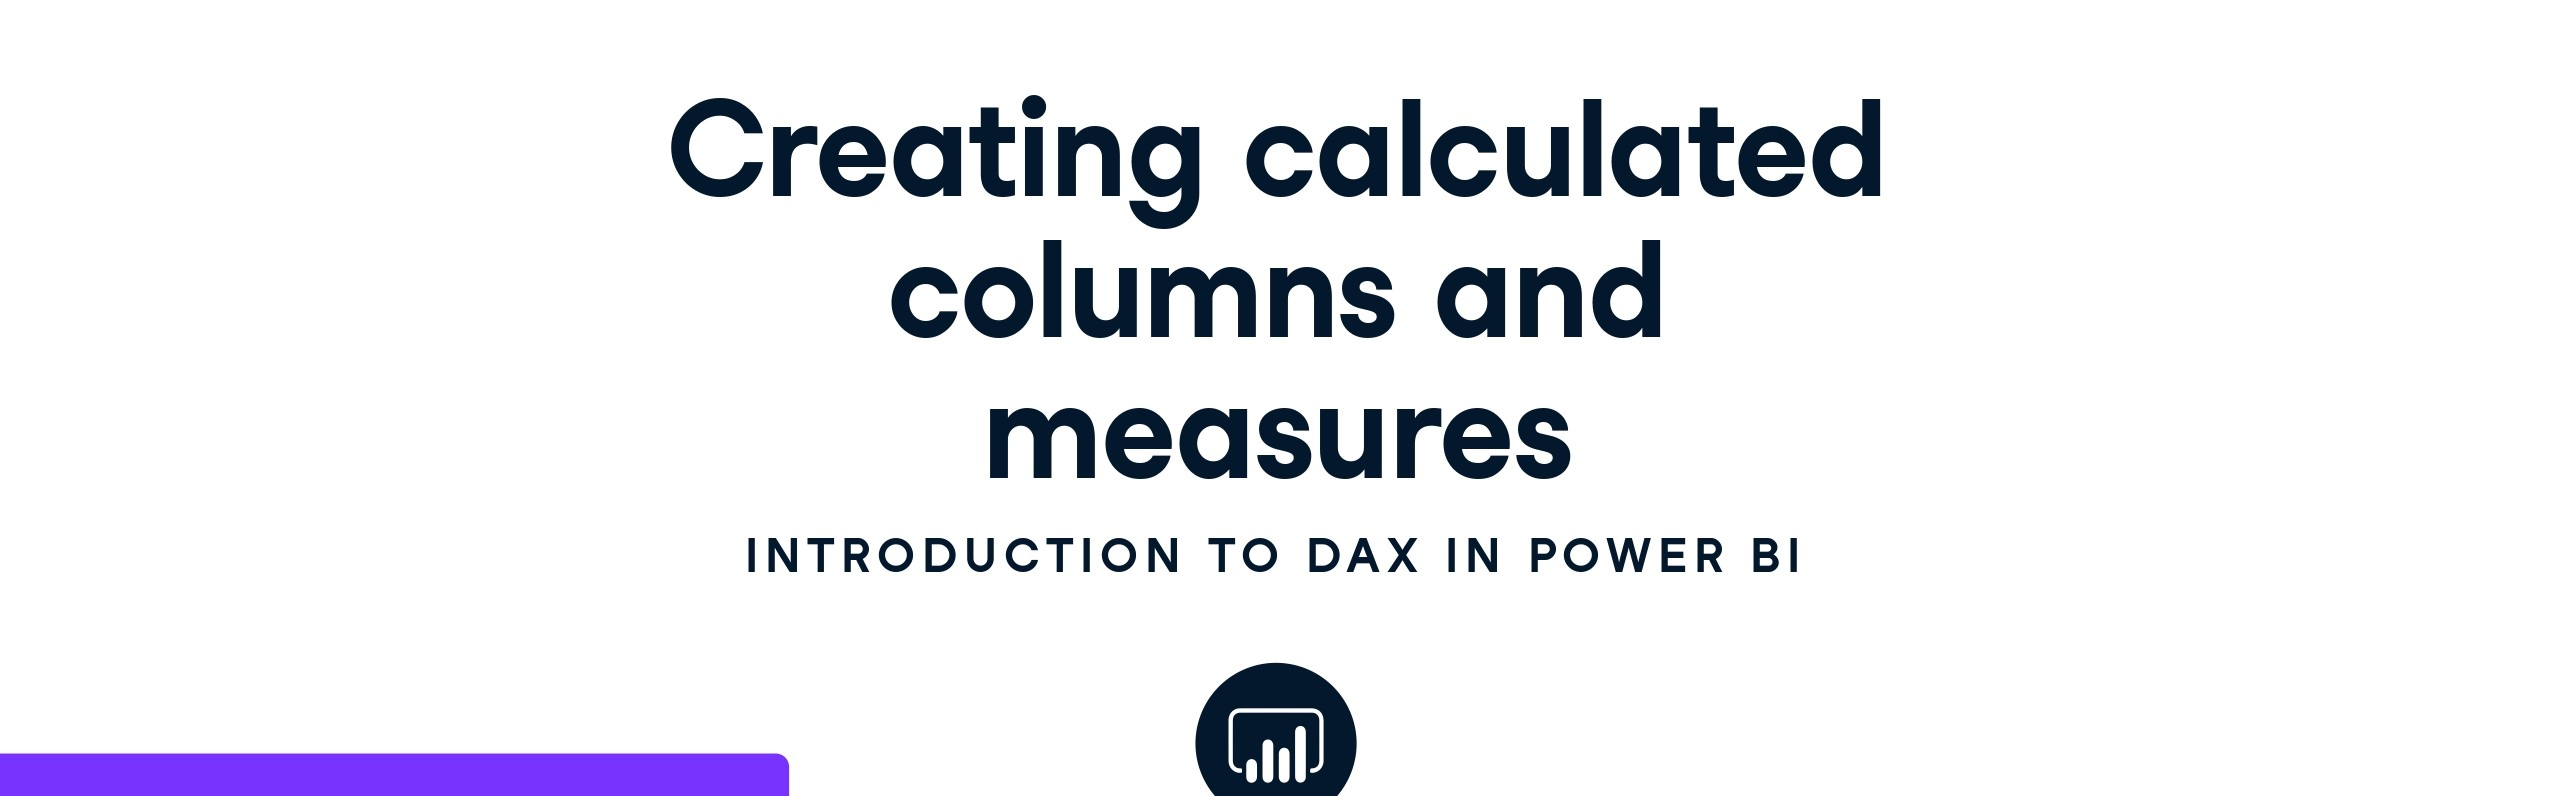 Creating calculated
columns and
measures
INTRODUCTION TO DAX IN POWER BI